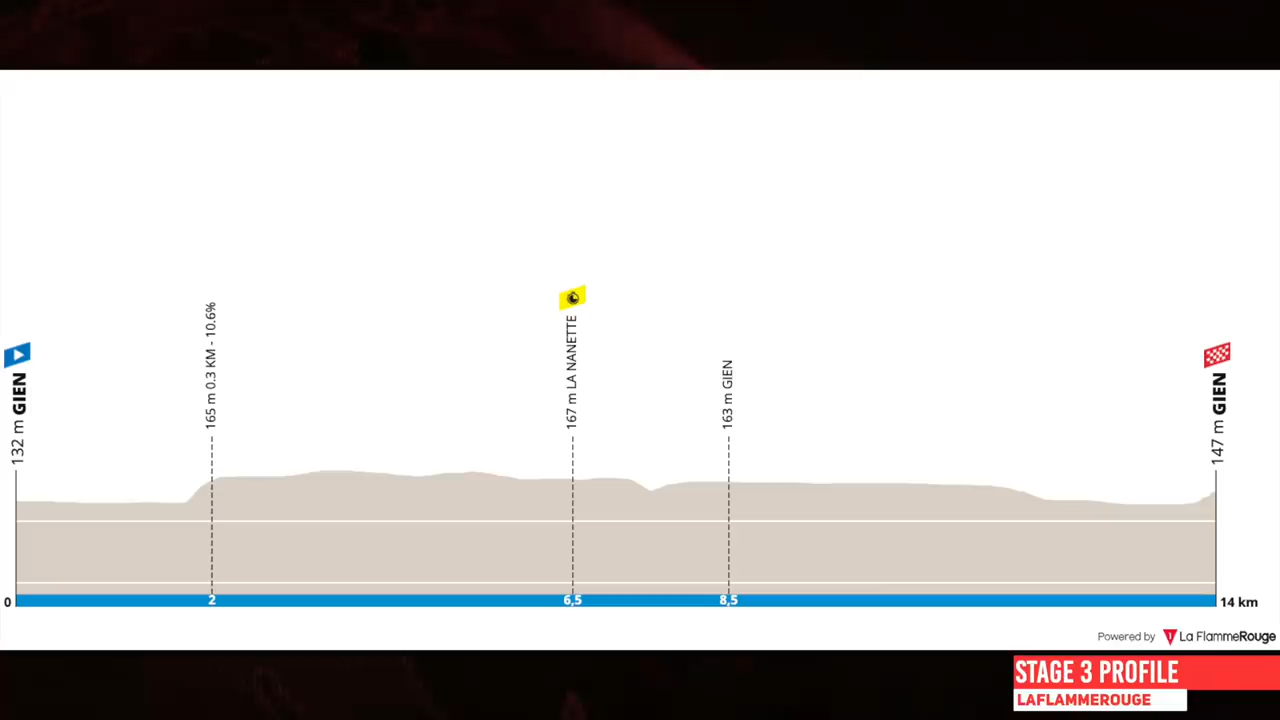 132 m GIEN
165 m 0.3 KM - 10.6%
167 m LA NANETTE
163 m GIEN
147 m GIEN
0
2
6,5
8,5
14 km
Powered by La FlammeRouge
STAGE 3 PROFILE
LAFLAMMEROUGE